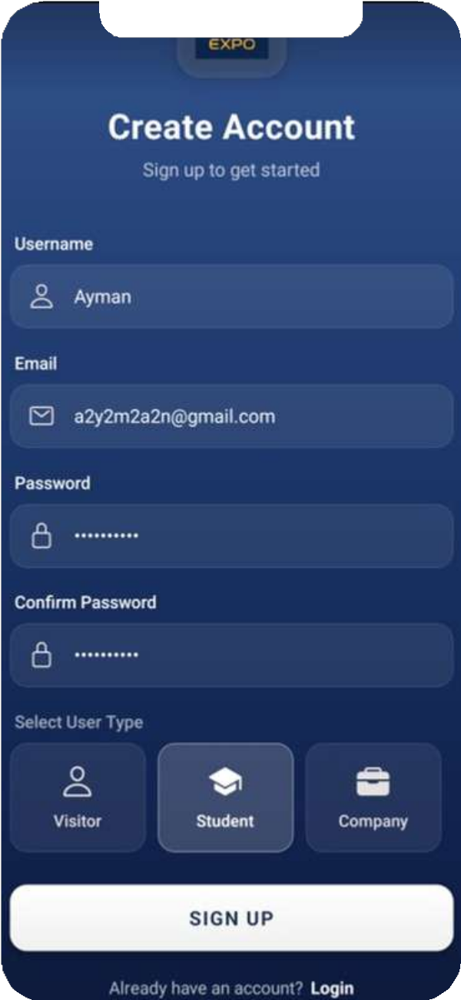 EXPO
Create Account
Sign up to get started
Username
Ayman
Email
a2y2m2a2n@gmail.com
Password
••••••••••
Confirm Password
••••••••••
Select User Type
Visitor Student Company
SIGN UP
Already have an account? Login